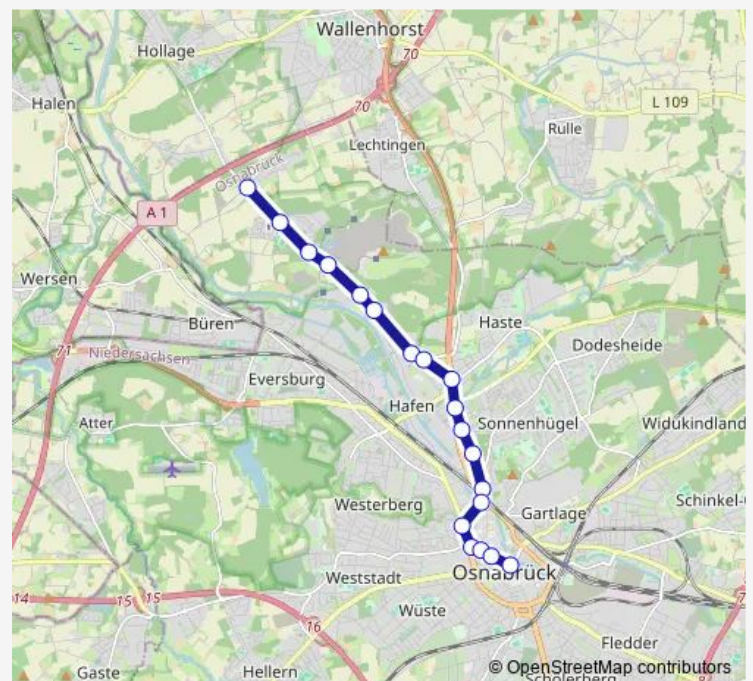 Wallenhorst
Hollage
70
Halen
L 109
70
Rulle
Lechtingen
Osnabrück
A 1
Wersen
Büren
Haste
Dodesheide
71
Niedersachsen
Eversburg
Hafen
Atter
Sonnenhügel
Widukindland
Westerberg
Schinkel-
Gartlage
Weststadt
Osnabrück
14
15
15
Wüste
16
Fledder
Gaste
Hellern
© OpenStreetMap contributors
Schölerberg